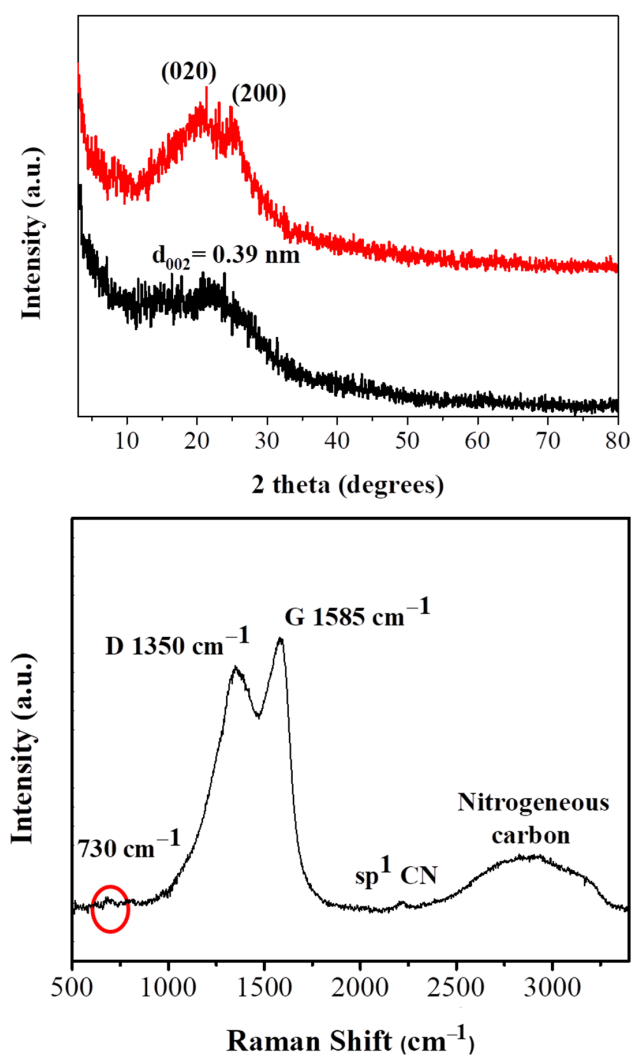 (020)
(200)
d₀₀₂= 0.39 nm
Intensity (a.u.)
10 20 30 40 50 60 70 80
2 theta (degrees)
G 1585 cm⁻¹
D 1350 cm⁻¹
Nitrogeneous
carbon
730 cm⁻¹
sp¹ CN
Intensity (a.u.)
500 1000 1500 2000 2500 3000
Raman Shift (cm⁻¹)